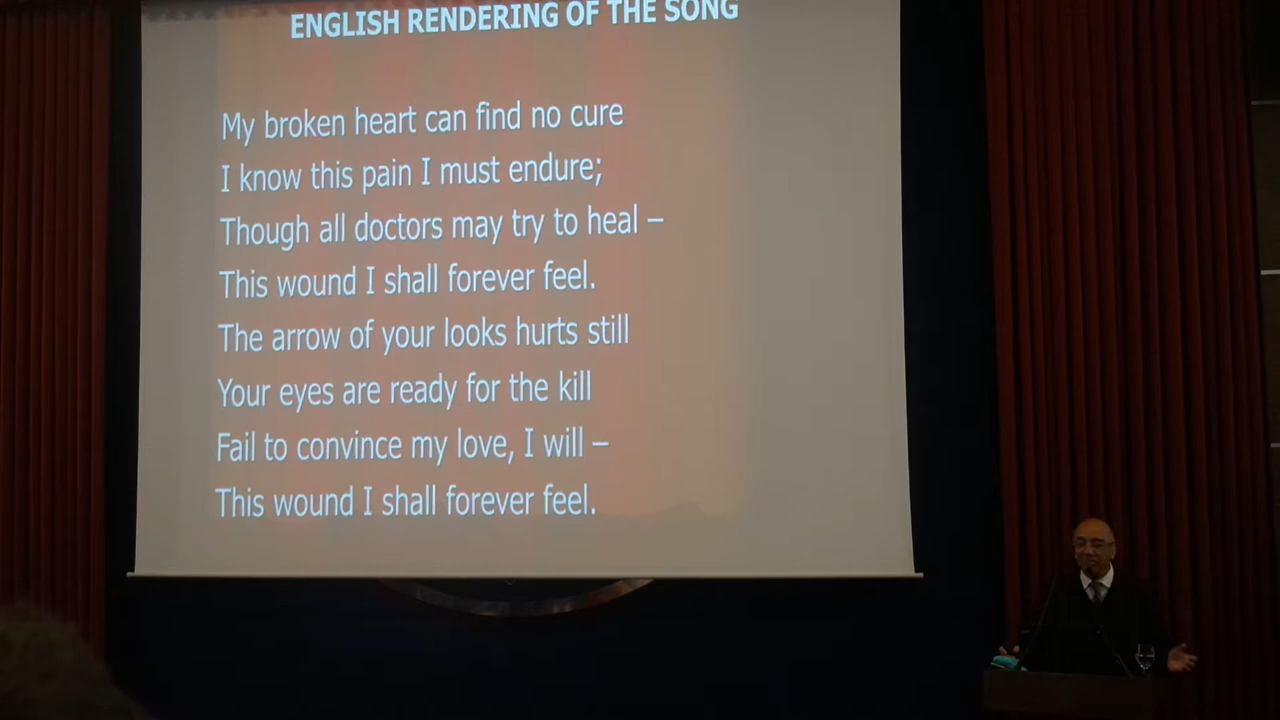 ENGLISH RENDERING OF THE SONG
My broken heart can find no cure
I know this pain I must endure;
Though all doctors may try to heal –
This wound I shall forever feel.
The arrow of your looks hurts still
Your eyes are ready for the kill
Fail to convince my love, I will –
This wound I shall forever feel.